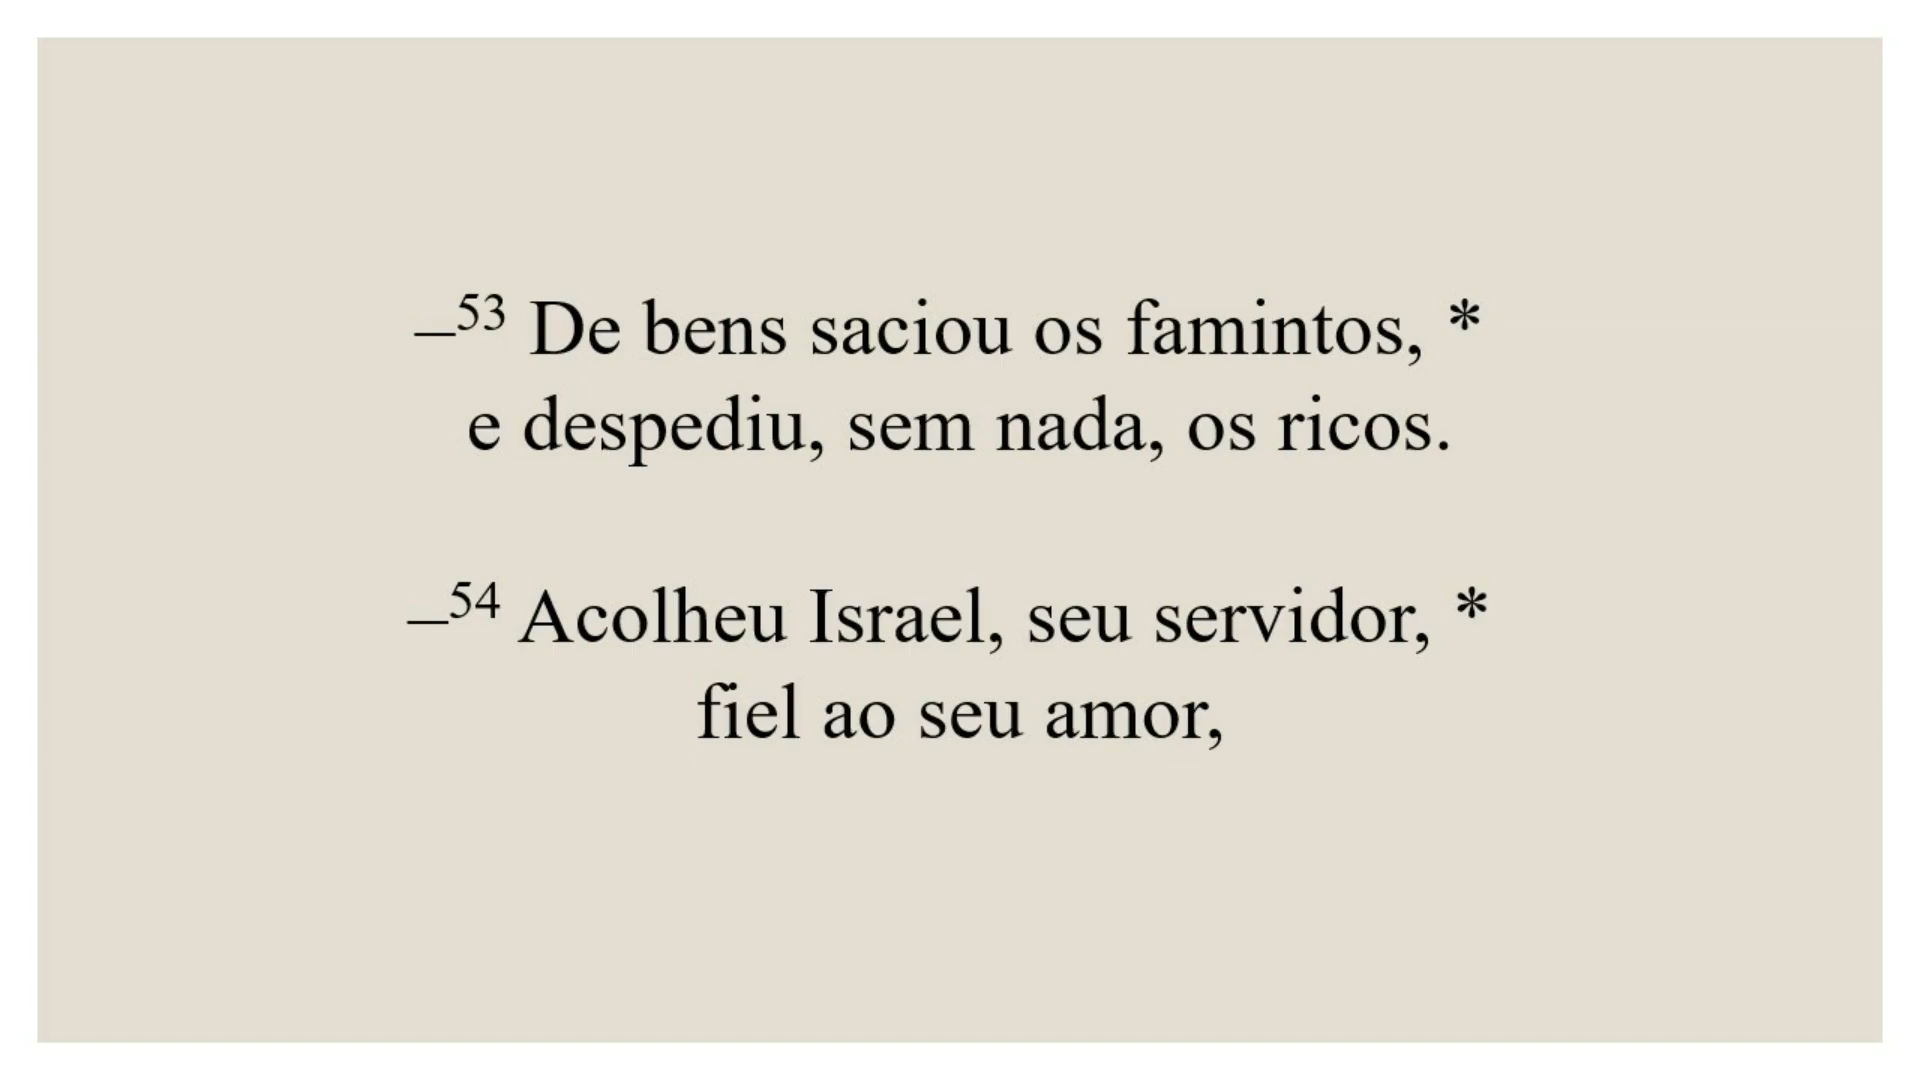 –53 De bens saciou os famintos, *
e despediu, sem nada, os ricos.
–54 Acolheu Israel, seu servidor, *
fiel ao seu amor,